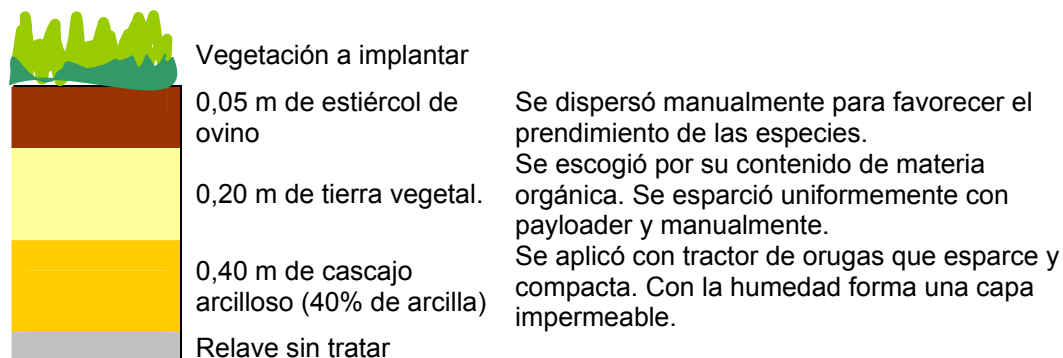 Vegetación a implantar
0,05 m de estiércol de
ovino
Se dispersó manualmente para favorecer el
prendimiento de las especies.
0,20 m de tierra vegetal.
Se escogió por su contenido de materia
orgánica. Se esparció uniformemente con
payloader y manualmente.
0,40 m de cascajo
arcilloso (40% de arcilla)
Se aplicó con tractor de orugas que esparce y
compacta. Con la humedad forma una capa
impermeable.
Relave sin tratar